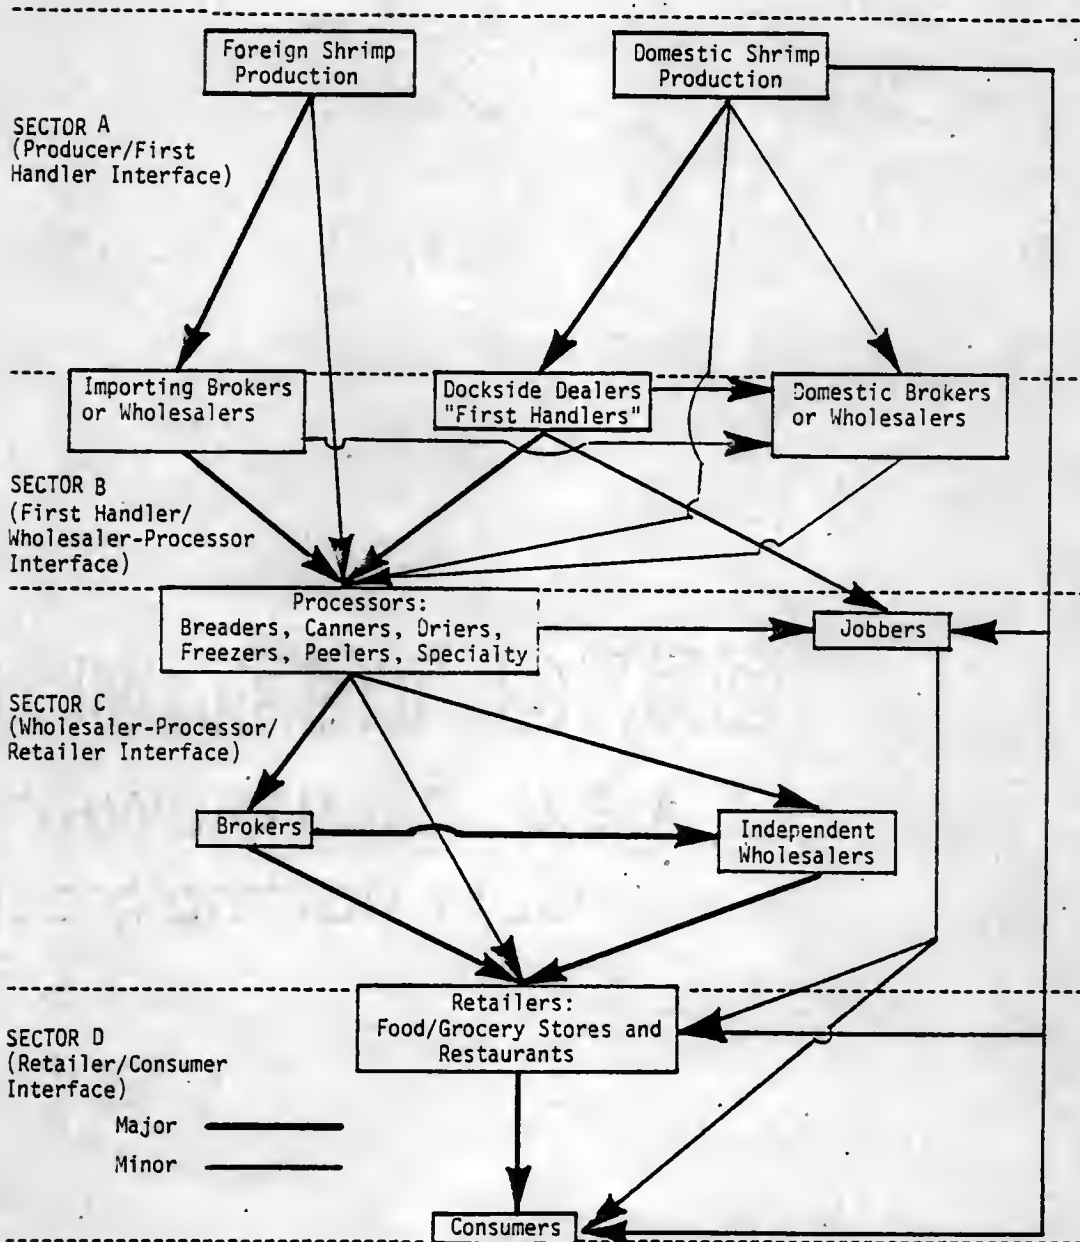 Foreign Shrimp
Production
Domestic Shrimp
Production
SECTOR A
(Producer/First
Handler Interface)
Importing Brokers
or Wholesalers
Dockside Dealers
"First Handlers"
Domestic Brokers
or Wholesalers
SECTOR B
(First Handler/
Wholesaler-Processor
Interface)
Processors:
Breaders, Canners, Driers,
Freezers, Peelers, Specialty
Jobbers
SECTOR C
(Wholesaler-Processor/
Retailer Interface)
Brokers
Independent
Wholesalers
Retailers:
Food/Grocery Stores and
Restaurants
SECTOR D
(Retailer/Consumer
Interface)
Major
Minor
Consumers